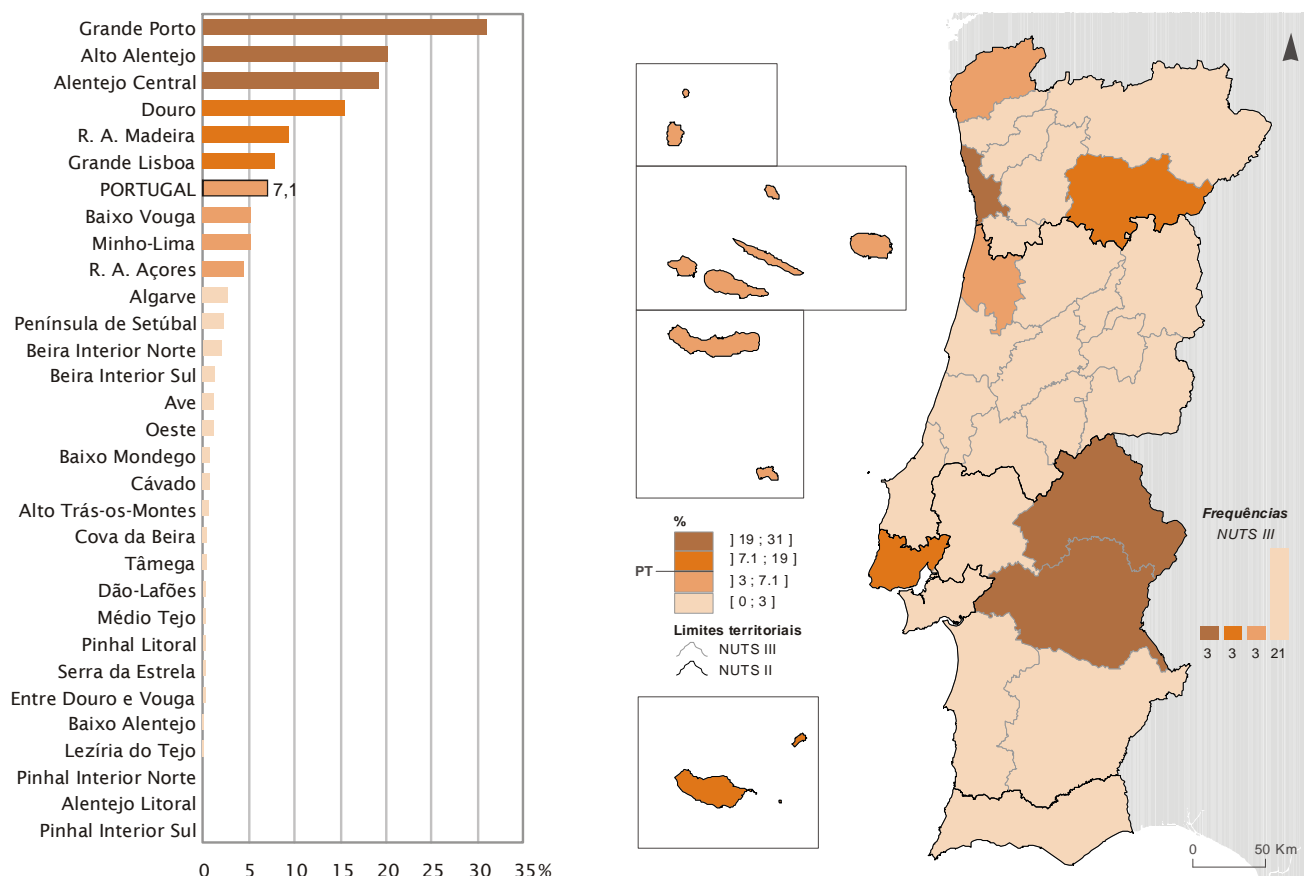 Grande Porto
Alto Alentejo
Alentejo Central
Douro
R. A. Madeira
Grande Lisboa
PORTUGAL 7,1
Baixo Vouga
Minho-Lima
R. A. Açores
Algarve
Península de Setúbal
Beira Interior Norte
Beira Interior Sul
Ave
Oeste
Baixo Mondego
Cávado
Alto Trás-os-Montes
Cova da Beira
Tâmega
Dão-Lafões
Médio Tejo
Pinhal Litoral
Serra da Estrela
Entre Douro e Vouga
Baixo Alentejo
Lezíria do Tejo
Pinhal Interior Norte
Alentejo Litoral
Pinhal Interior Sul
0 5 10 15 20 25 30 35%
%
] 19 ; 31 ]
] 7.1 ; 19 ]
PT
] 3 ; 7.1 ]
[ 0 ; 3 ]
Limites territoriais
NUTS III
NUTS II
Frequências
NUTS III
3 3 3 21
0 50 Km